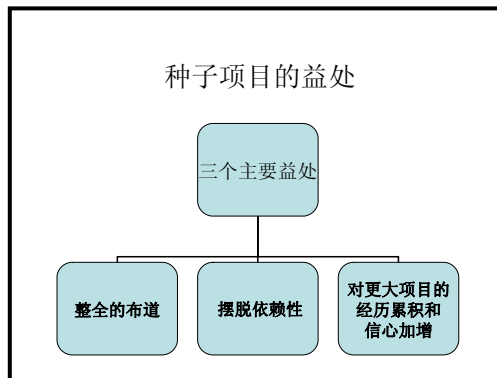 种子项目的益处
三个主要益处
整全的布道
摆脱依赖性
对更大项目的
经历累积和
信心加增